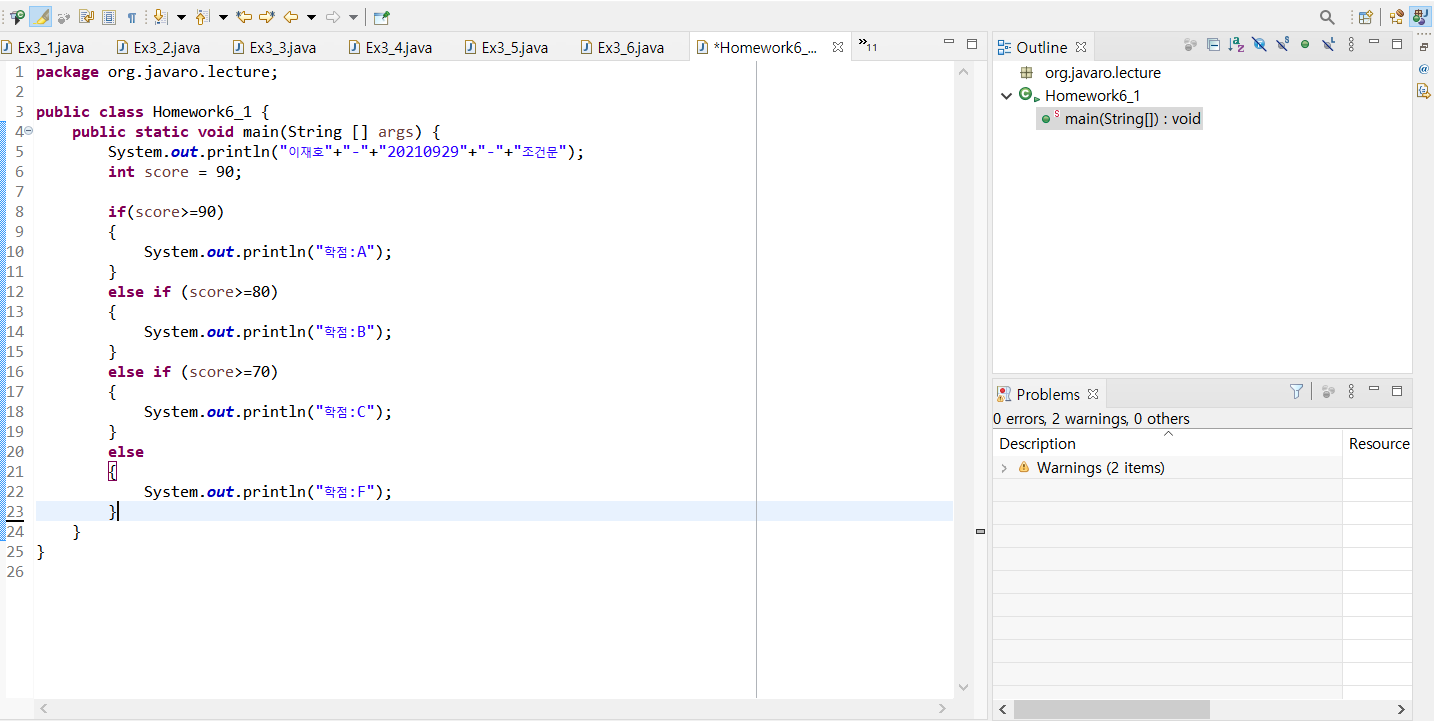 Ex3_1.java Ex3_2.java Ex3_3.java Ex3_4.java Ex3_5.java Ex3_6.java *Homework6_... »11
1 package org.javaro.lecture;
2
3 public class Homework6_1 {
4     public static void main(String [] args) {
5         System.out.println("이재호"+"-"+"20210929"+"-"+"조건문");
6         int score = 90;
7
8         if(score>=90)
9         {
10             System.out.println("학점:A");
11         }
12         else if (score>=80)
13         {
14             System.out.println("학점:B");
15         }
16         else if (score>=70)
17         {
18             System.out.println("학점:C");
19         }
20         else
21         {
22             System.out.println("학점:F");
23         }
24     }
25 }
26
Outline
org.javaro.lecture
Homework6_1
main(String[]) : void
Problems
0 errors, 2 warnings, 0 others
Description Resource
Warnings (2 items)